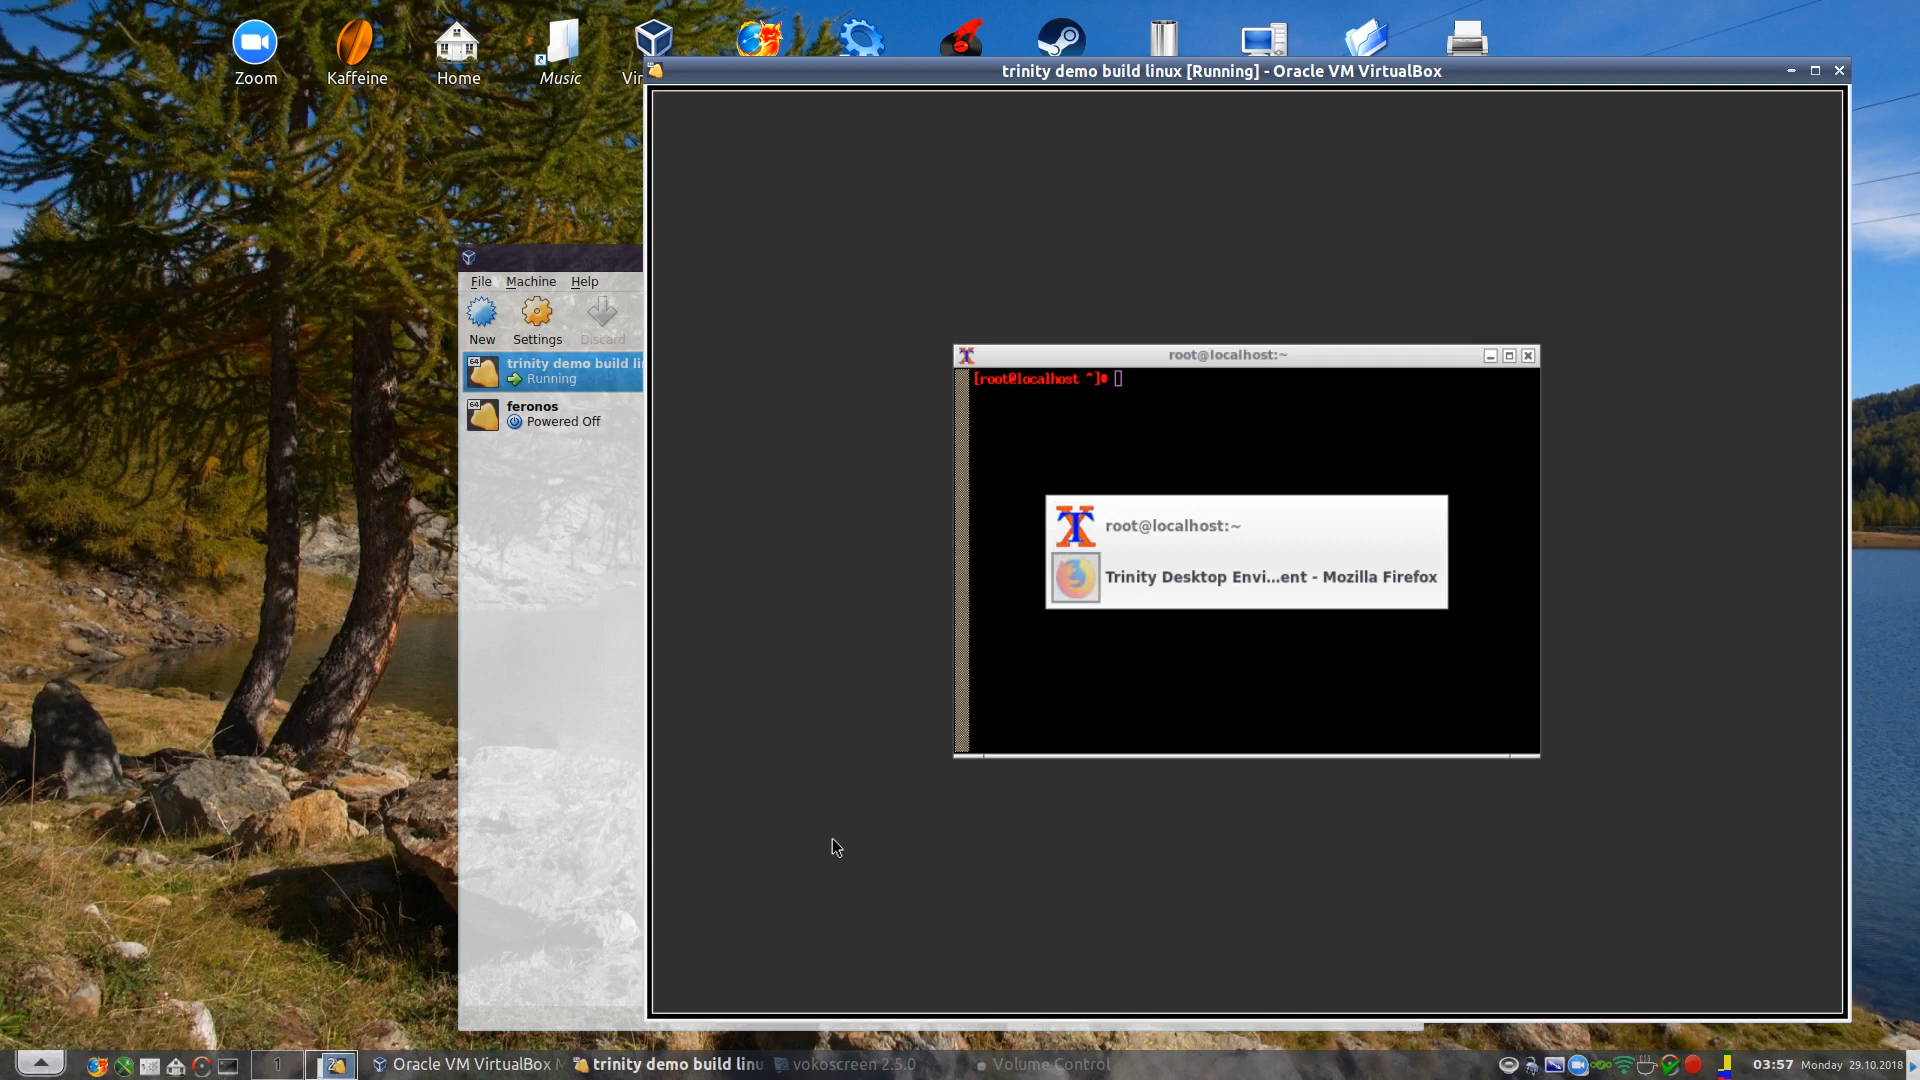 Zoom
Kaffeine
Home
Music
Vir
trinity demo build linux [Running] - Oracle VM VirtualBox
File Machine Help
New Settings Discard
64
trinity demo build li
Running
64
feronos
Powered Off
root@localhost:~
[root@localhost ~]#
root@localhost:~
Trinity Desktop Envi...ent - Mozilla Firefox
1
2
Oracle VM VirtualBox M
trinity demo build linu
vokoscreen 2.5.0
Volume Control
03:57 Monday 29.10.2018